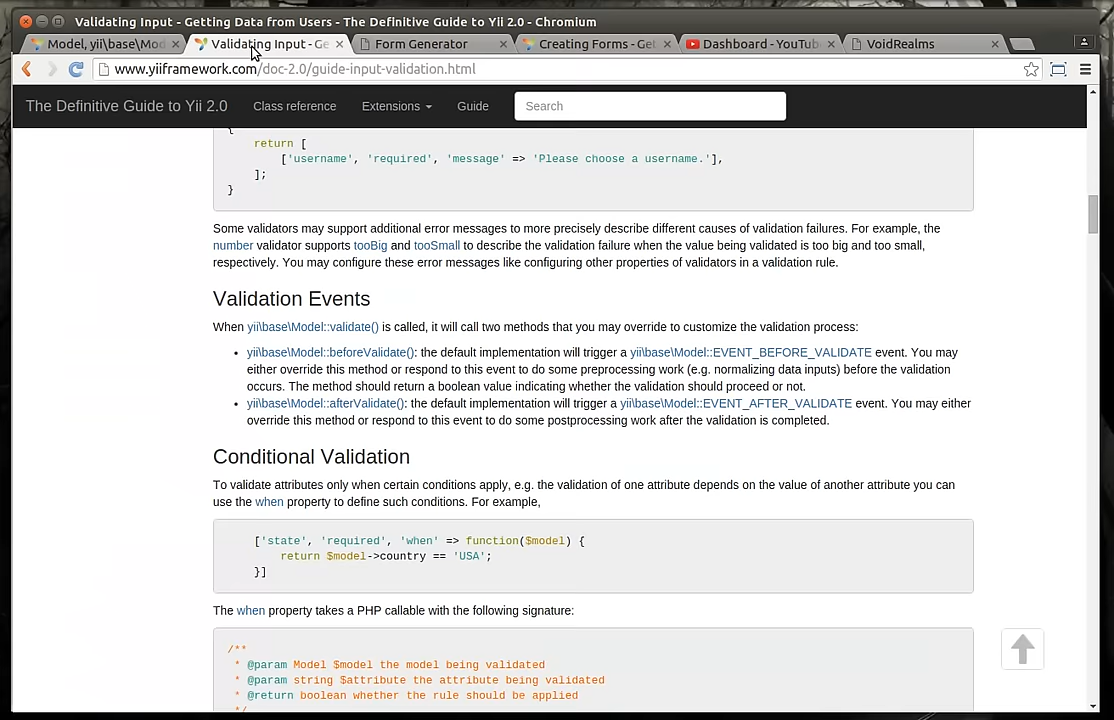 Validating Input - Getting Data from Users - The Definitive Guide to Yii 2.0 - Chromium
Model, yii\base\Mod
Validating Input - Ge
Form Generator
Creating Forms - Get
Dashboard - YouTub
VoidRealms
www.yiiframework.com/doc-2.0/guide-input-validation.html
The Definitive Guide to Yii 2.0 Class reference Extensions Guide Search
{
return [
['username', 'required', 'message' => 'Please choose a username.'],
];
}
Some validators may support additional error messages to more precisely describe different causes of validation failures. For example, the
number validator supports tooBig and tooSmall to describe the validation failure when the value being validated is too big and too small,
respectively. You may configure these error messages like configuring other properties of validators in a validation rule.
Validation Events
When yii\base\Model::validate() is called, it will call two methods that you may override to customize the validation process:
• yii\base\Model::beforeValidate(): the default implementation will trigger a yii\base\Model::EVENT_BEFORE_VALIDATE event. You may
either override this method or respond to this event to do some preprocessing work (e.g. normalizing data inputs) before the validation
occurs. The method should return a boolean value indicating whether the validation should proceed or not.
• yii\base\Model::afterValidate(): the default implementation will trigger a yii\base\Model::EVENT_AFTER_VALIDATE event. You may either
override this method or respond to this event to do some postprocessing work after the validation is completed.
Conditional Validation
To validate attributes only when certain conditions apply, e.g. the validation of one attribute depends on the value of another attribute you can
use the when property to define such conditions. For example,
['state', 'required', 'when' => function($model) {
return $model->country == 'USA';
}]
The when property takes a PHP callable with the following signature:
/**
* @param Model $model the model being validated
* @param string $attribute the attribute being validated
* @return boolean whether the rule should be applied
*/